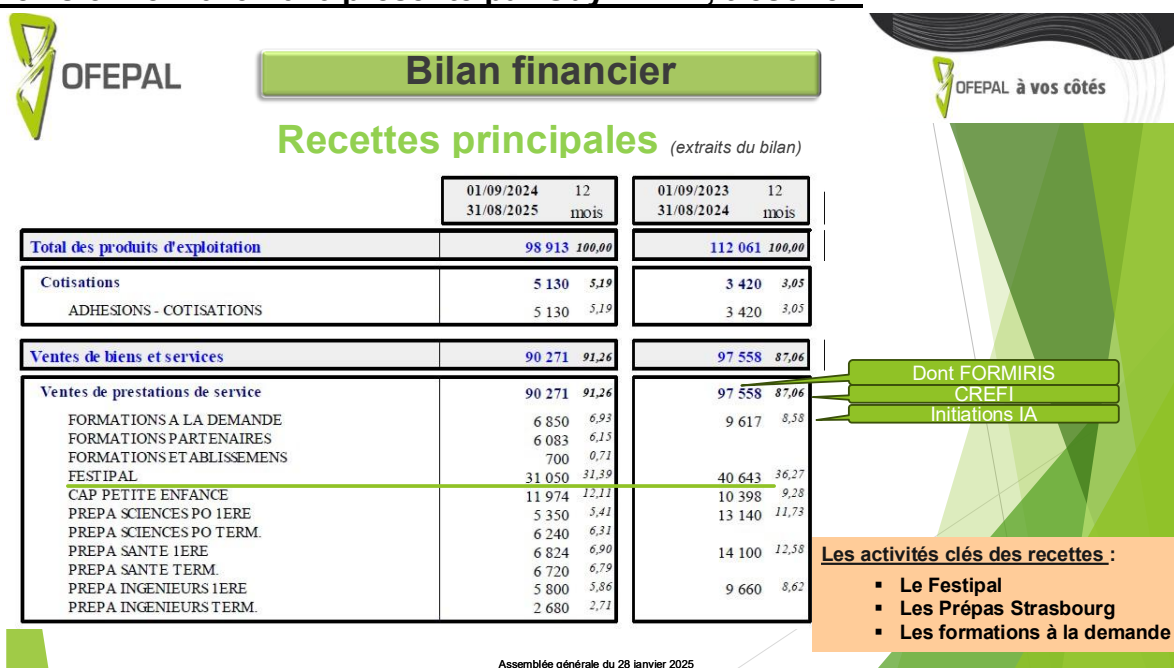 OFEPAL
Bilan financier
OFEPAL à vos côtés
Recettes principales (extraits du bilan)
01/09/2024 12 01/09/2023 12
31/08/2025 mois 31/08/2024 mois
Total des produits d'exploitation 98 913 100,00 112 061 100,00
Cotisations 5 130 5,19 3 420 3,05
ADHESIONS - COTISATIONS 5 130 5,19 3 420 3,05
Ventes de biens et services 90 271 91,26 97 558 87,06
Ventes de prestations de service 90 271 91,26 97 558 87,06
FORMATIONS A LA DEMANDE 6 850 6,93 9 617 8,58
FORMATIONS PARTENAIRES 6 083 6,15
FORMATIONS ETABLISSEMENS 700 0,71
FESTIPAL 31 050 31,39 40 643 36,27
CAP PETITE ENFANCE 11 974 12,11 10 398 9,28
PREPA SCIENCES PO 1ERE 5 350 5,41 13 140 11,73
PREPA SCIENCES PO TERM. 6 240 6,31
PREPA SANTE 1ERE 6 824 6,90 14 100 12,58
PREPA SANTE TERM. 6 720 6,79
PREPA INGENIEURS 1ERE 5 800 5,86 9 660 8,62
PREPA INGENIEURS TERM. 2 680 2,71
Dont FORMIRIS
CREFI
Initiations IA
Les activités clés des recettes :
▪ Le Festipal
▪ Les Prépas Strasbourg
▪ Les formations à la demande
Assemblée générale du 28 janvier 2025